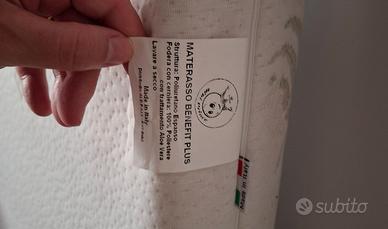 MATERASSO BENEFIT PLUS
Struttura: Poliuretano Espanso
Fodera con cerniera: 100% Poliestere
con trattamento Aloe Vera
Lavare a secco
Made in Italy
subito